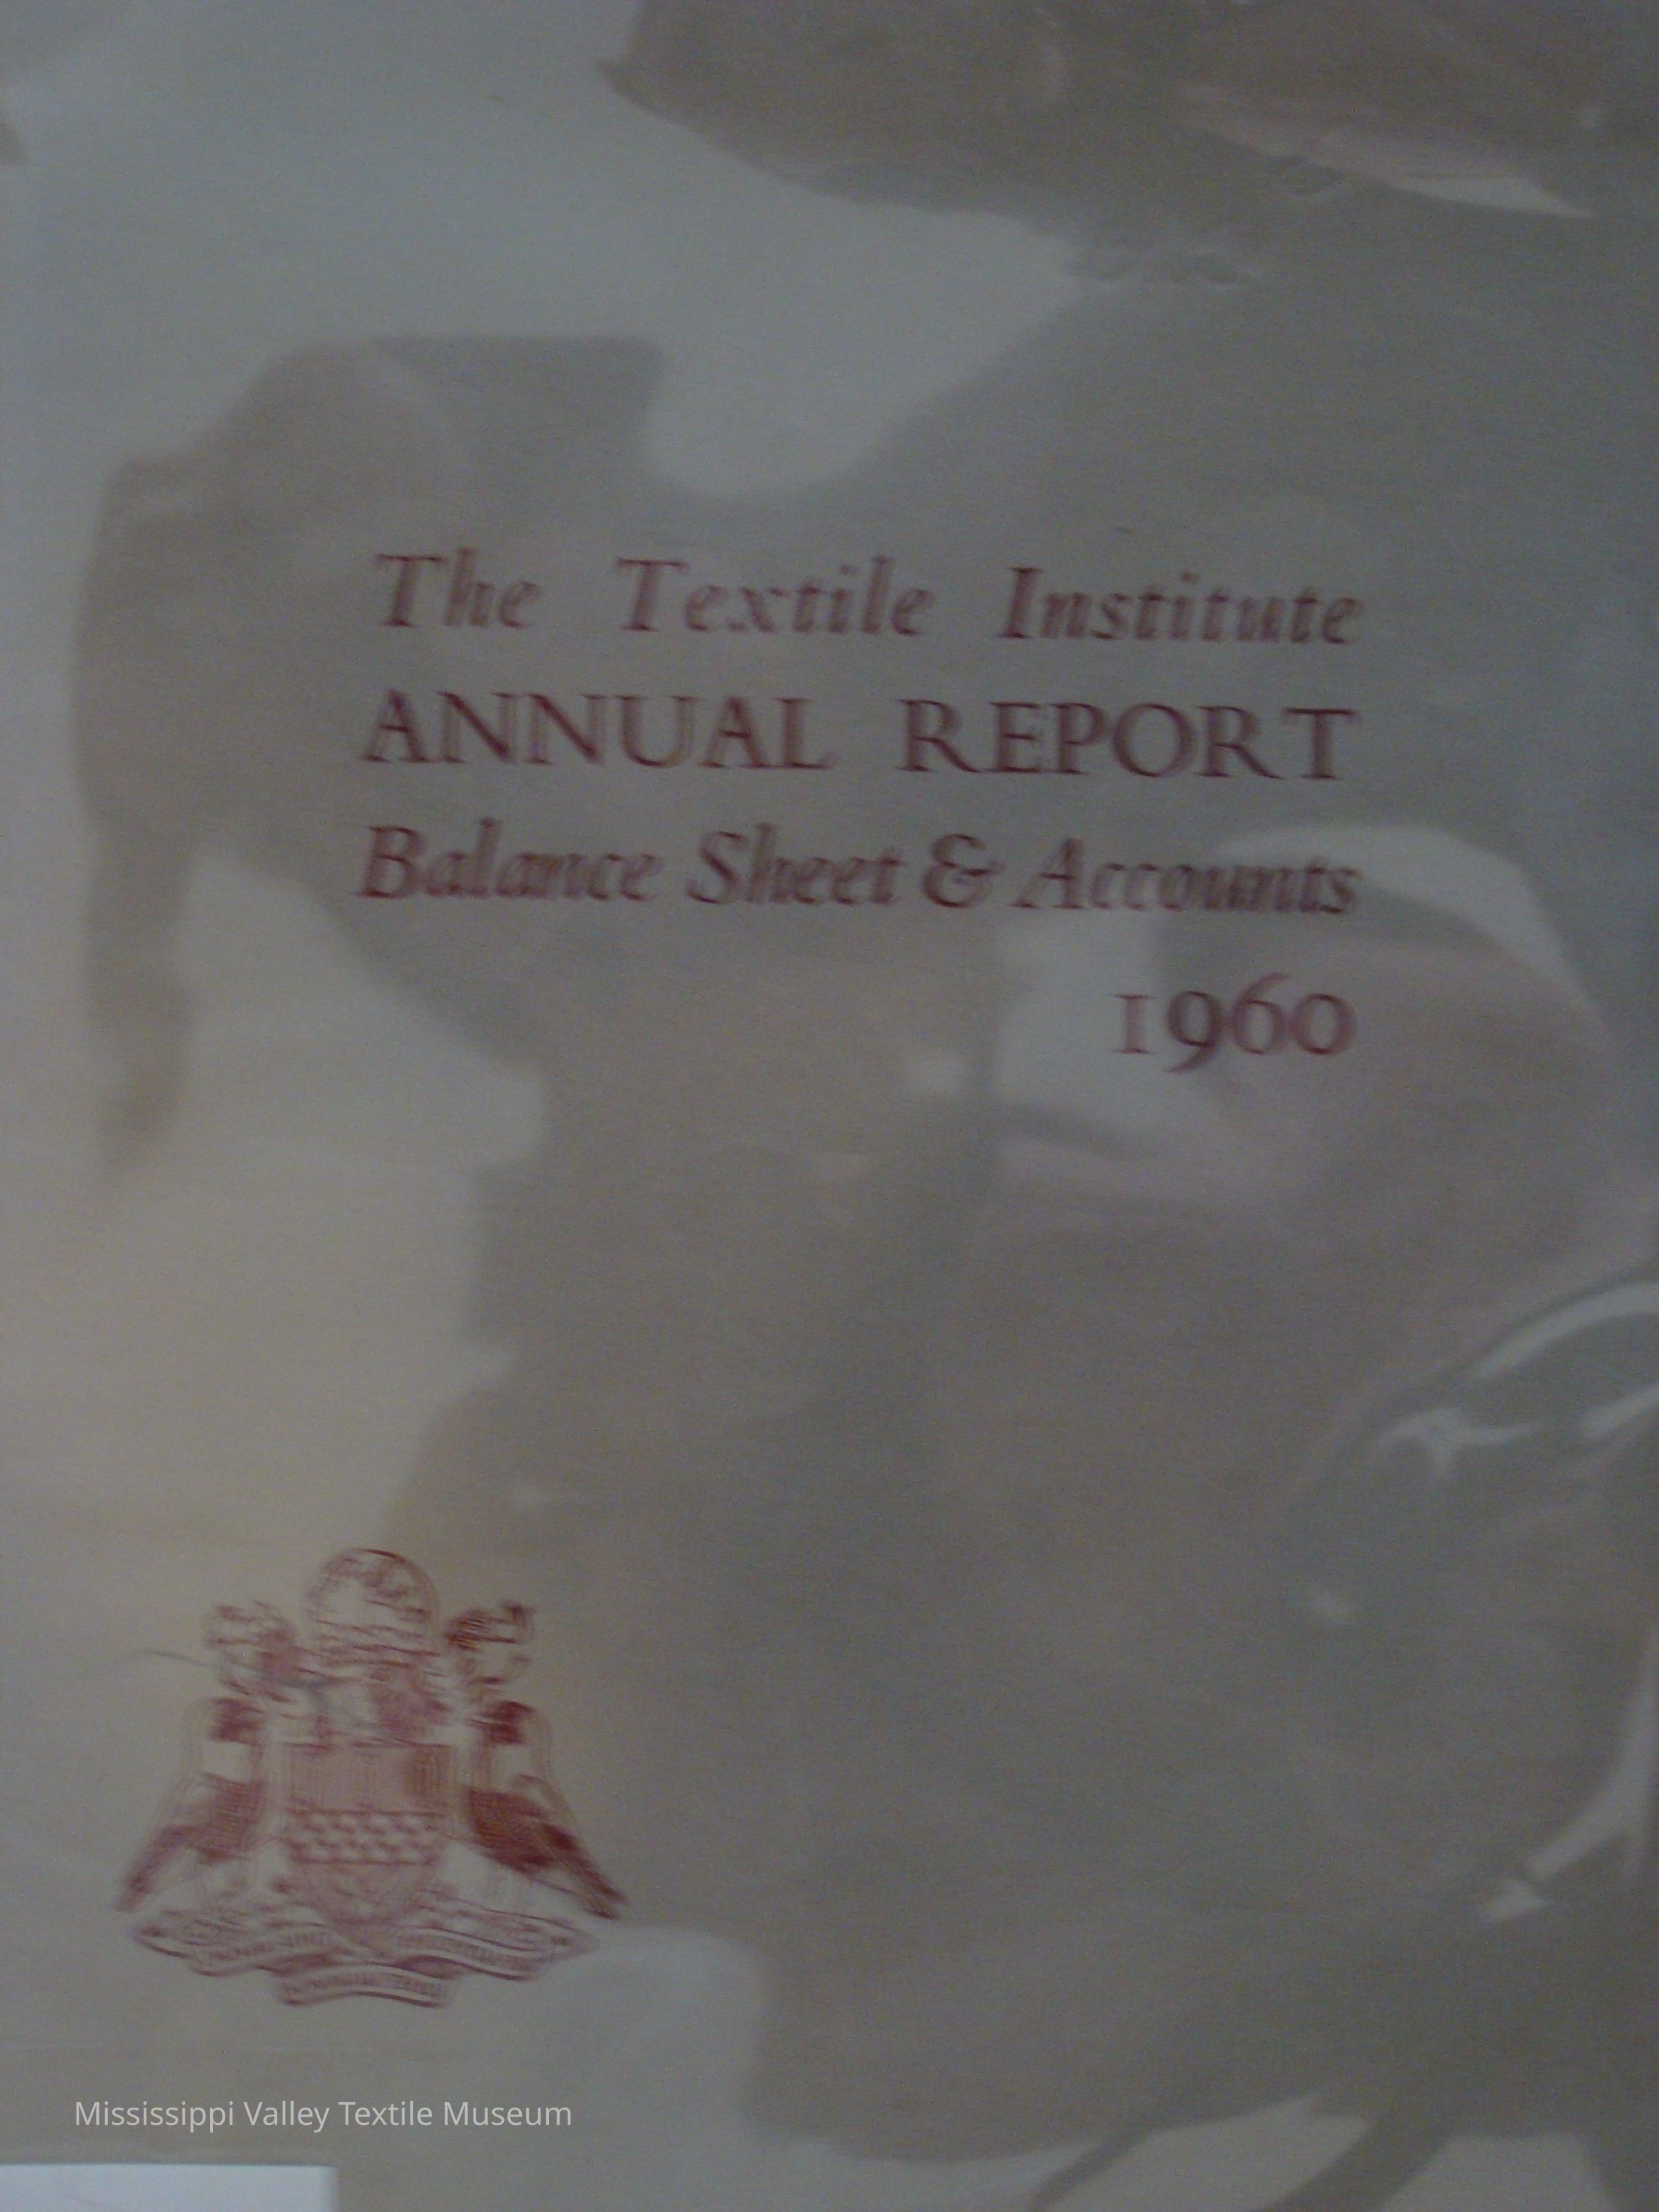 The Textile Institute
ANNUAL REPORT
Balance Sheet & Accounts
1960
Mississippi Valley Textile Museum